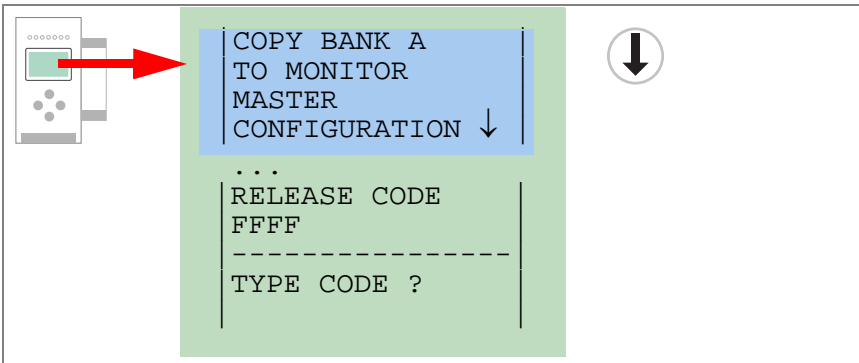 COPY BANK A
TO MONITOR
MASTER
CONFIGURATION ↓
...
RELEASE CODE
FFFF
----------------
TYPE CODE ?